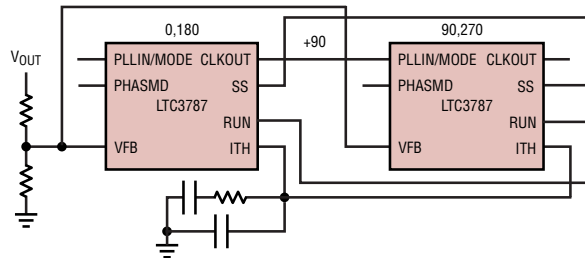 0,180
90,270
+90
VOUT
PLLIN/MODE CLKOUT
PHASMD
SS
LTC3787
RUN
VFB
ITH
PLLIN/MODE CLKOUT
PHASMD
SS
LTC3787
RUN
VFB
ITH